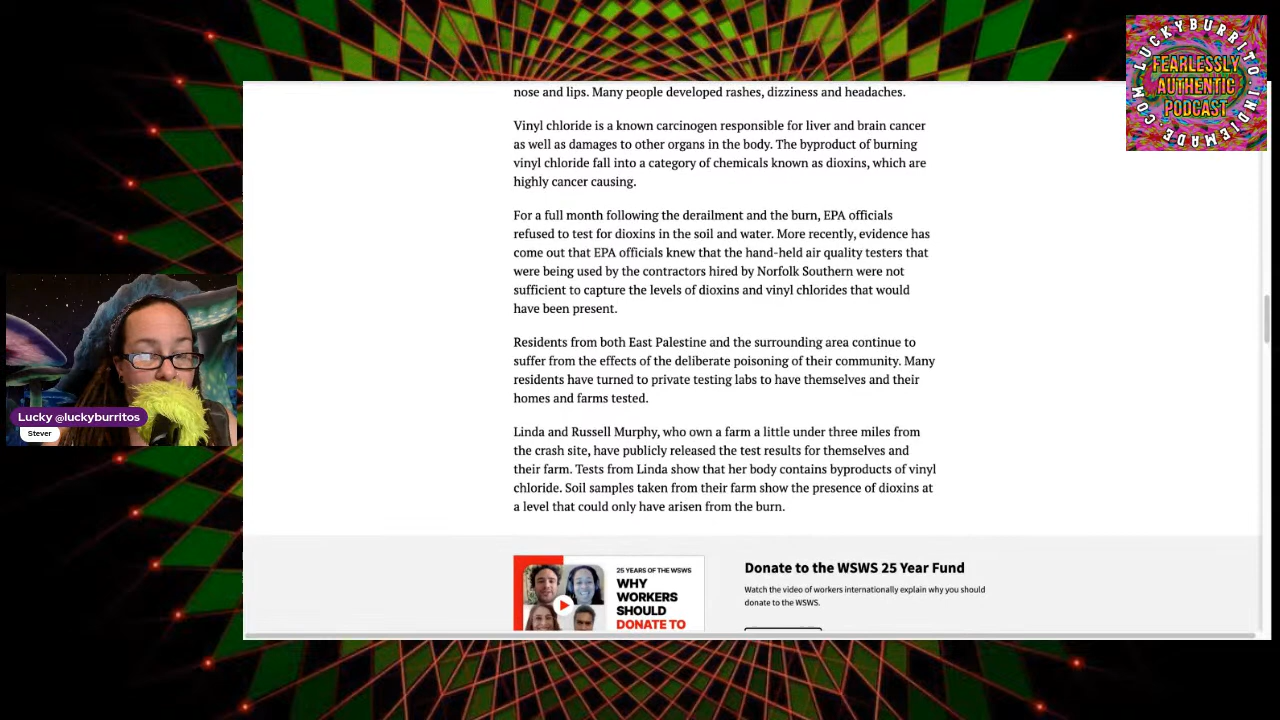 nose and lips. Many people developed rashes, dizziness and headaches.
Vinyl chloride is a known carcinogen responsible for liver and brain cancer
as well as damages to other organs in the body. The byproduct of burning
vinyl chloride fall into a category of chemicals known as dioxins, which are
highly cancer causing.
For a full month following the derailment and the burn, EPA officials
refused to test for dioxins in the soil and water. More recently, evidence has
come out that EPA officials knew that the hand-held air quality testers that
were being used by the contractors hired by Norfolk Southern were not
sufficient to capture the levels of dioxins and vinyl chlorides that would
have been present.
Residents from both East Palestine and the surrounding area continue to
suffer from the effects of the deliberate poisoning of their community. Many
residents have turned to private testing labs to have themselves and their
homes and farms tested.
Linda and Russell Murphy, who own a farm a little under three miles from
the crash site, have publicly released the test results for themselves and
their farm. Tests from Linda show that her body contains byproducts of vinyl
chloride. Soil samples taken from their farm show the presence of dioxins at
a level that could only have arisen from the burn.
25 YEARS OF THE WSWS
WHY
WORKERS
SHOULD
DONATE TO
Donate to the WSWS 25 Year Fund
Watch the video of workers internationally explain why you should
donate to the WSWS.
Lucky @luckyburritos
Stever
LUCKYBURRITO.INDIEMADE.COM
FEARLESSLY
AUTHENTIC
PODCAST